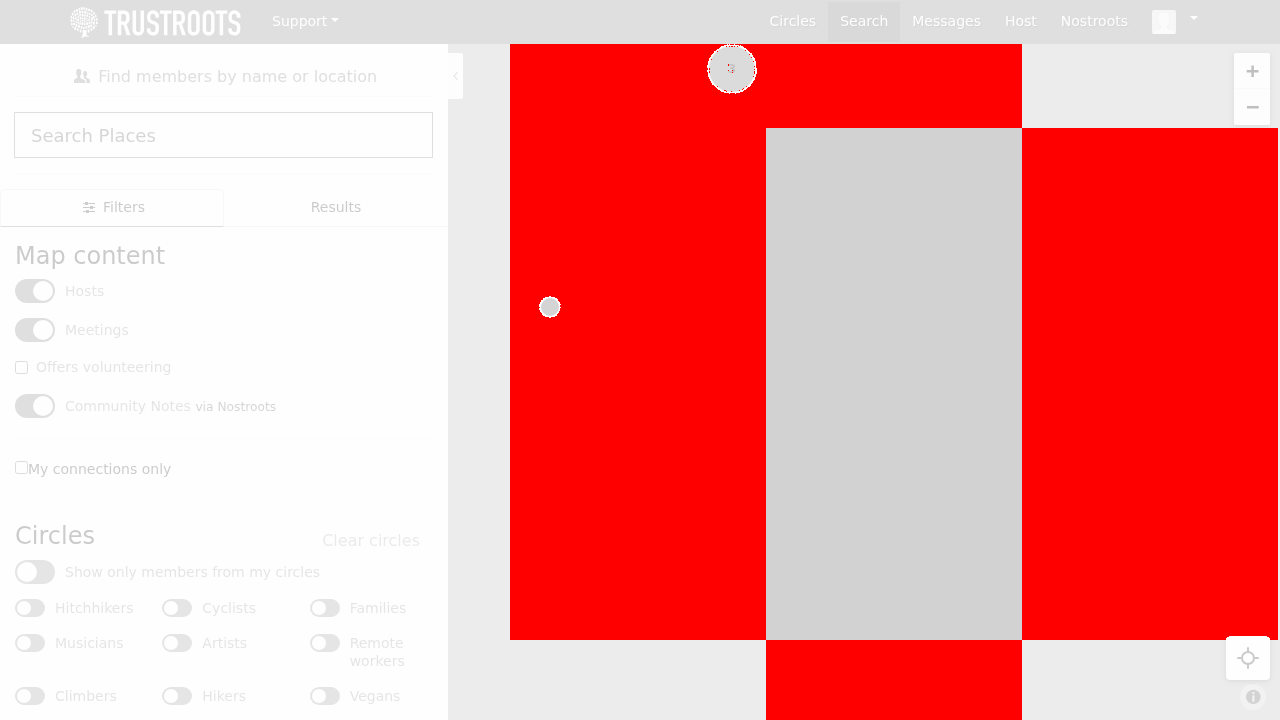 TRUSTROOTS Support Circles Search Messages Host Nostroots
Find members by name or location
Search Places
Filters Results
Map content
Hosts
Meetings
Offers volunteering
Community Notes via Nostroots
My connections only
Circles Clear circles
Show only members from my circles
Hitchhikers Cyclists Families
Musicians Artists Remote
workers
Climbers Hikers Vegans